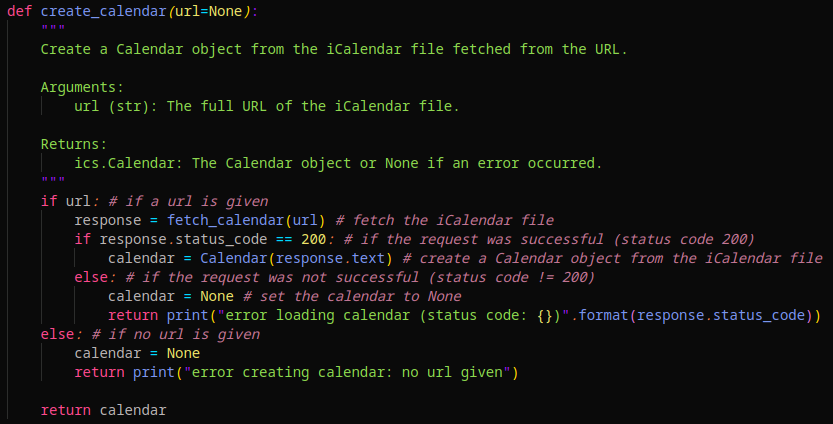 def create_calendar(url=None):
    """
    Create a Calendar object from the iCalendar file fetched from the URL.

    Arguments:
        url (str): The full URL of the iCalendar file.

    Returns:
        ics.Calendar: The Calendar object or None if an error occurred.
    """
    if url: # if a url is given
        response = fetch_calendar(url) # fetch the iCalendar file
        if response.status_code == 200: # if the request was successful (status code 200)
            calendar = Calendar(response.text) # create a Calendar object from the iCalendar file
        else: # if the request was not successful (status code != 200)
            calendar = None # set the calendar to None
            return print("error loading calendar (status code: {})".format(response.status_code))
    else: # if no url is given
        calendar = None
        return print("error creating calendar: no url given")

    return calendar